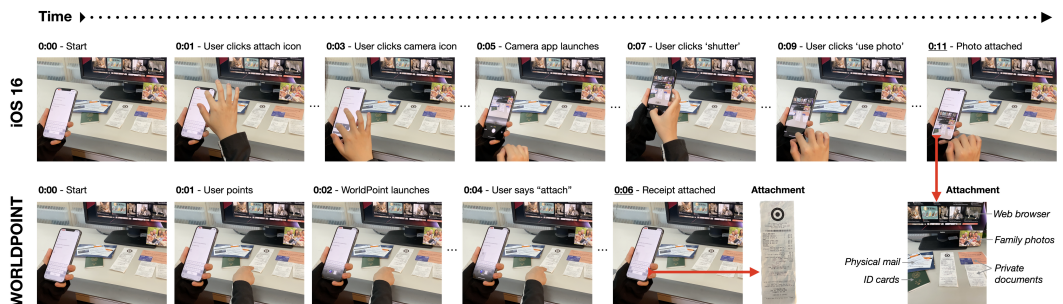 Time
iOS 16
0:00 - Start
0:01 - User clicks attach icon
0:03 - User clicks camera icon
0:05 - Camera app launches
0:07 - User clicks ‘shutter’
0:09 - User clicks ‘use photo’
0:11 - Photo attached
...
...
...
...
...
WORLDPOINT
0:00 - Start
0:01 - User points
0:02 - WorldPoint launches
0:04 - User says “attach”
0:06 - Receipt attached
...
...
Attachment
Attachment
Web browser
Family photos
Physical mail
ID cards
Private
documents